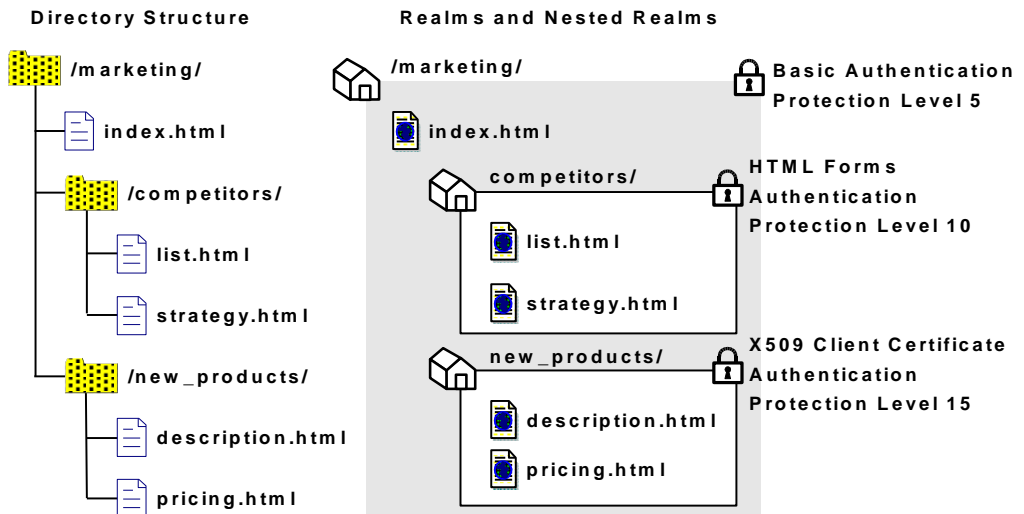 Directory Structure
/marketing/
index.html
/competitors/
list.html
strategy.html
/new_products/
description.html
pricing.html
Realms and Nested Realms
/marketing/
Basic Authentication
Protection Level 5
index.html
competitors/
HTML Forms
Authentication
Protection Level 10
list.html
strategy.html
new_products/
X509 Client Certificate
Authentication
Protection Level 15
description.html
pricing.html